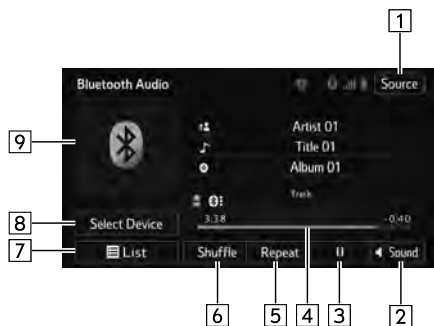 1
Bluetooth Audio
Source
9
Artist 01
Title 01
Album 01
Track
8
Select Device
3:38
-0:40
7
List
Shuffle
Repeat
Sound
6
5
4
3
2